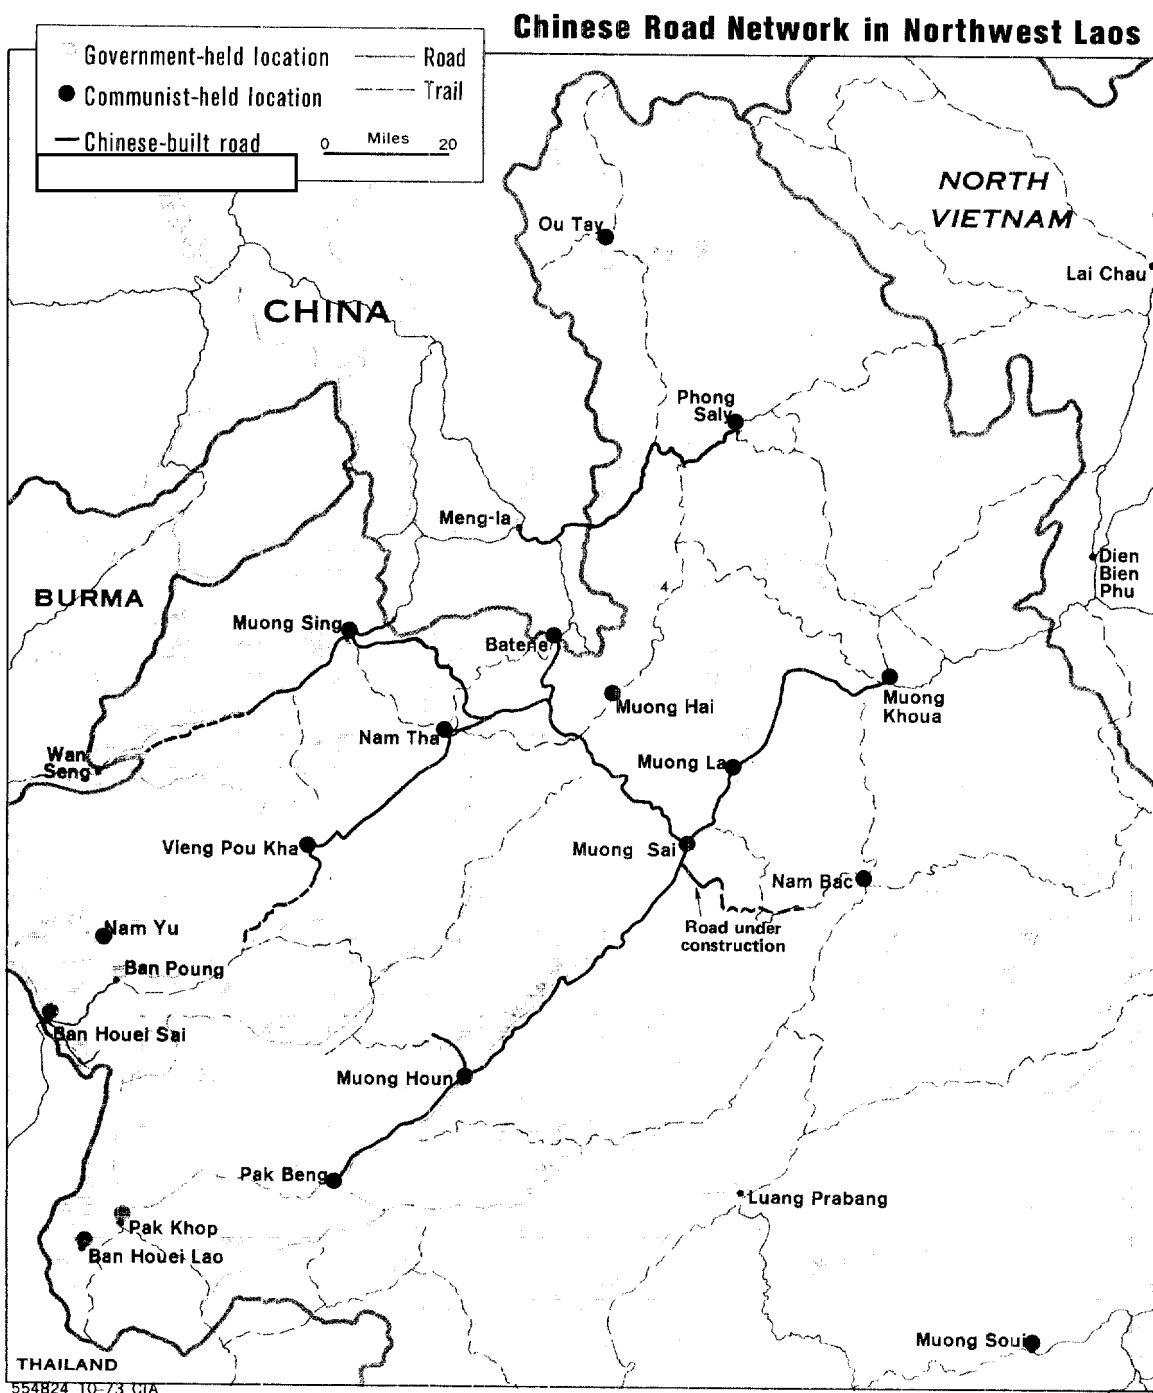 Chinese Road Network in Northwest Laos
Government-held location
Road
Communist-held location
Trail
Chinese-built road
0 Miles 20
NORTH
VIETNAM
Ou Tay
Lai Chau
CHINA
Phong
Saly
Meng-la
Dien
Bien
Phu
BURMA
Muong Sing
Batene
Muong Hai
Muong
Khoua
Nam Tha
Wan
Seng
Muong La
Vieng Pou Kha
Muong Sai
Nam Bac
Nam Yu
Road under
construction
Ban Poung
Ban Houei Sai
Muong Houn
Pak Beng
Luang Prabang
Pak Khop
Ban Houei Lao
Muong Soui
THAILAND
554824 10-73 CIA
4